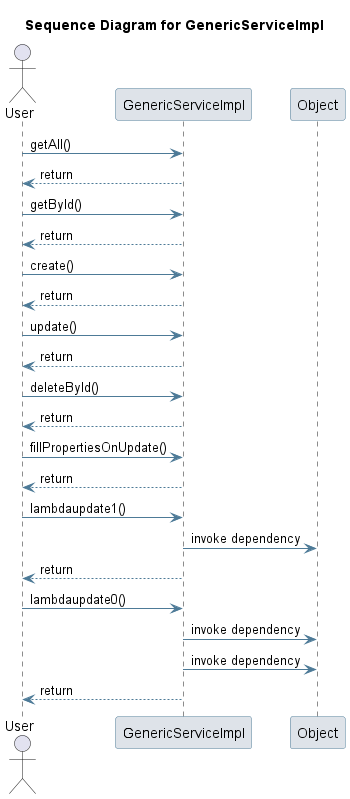 Sequence Diagram for GenericServiceImpl
User
GenericServiceImpl
Object
getAll()
return
getById()
return
create()
return
update()
return
deleteById()
return
fillPropertiesOnUpdate()
return
lambdaupdate1()
invoke dependency
return
lambdaupdate0()
invoke dependency
invoke dependency
return
User
GenericServiceImpl
Object